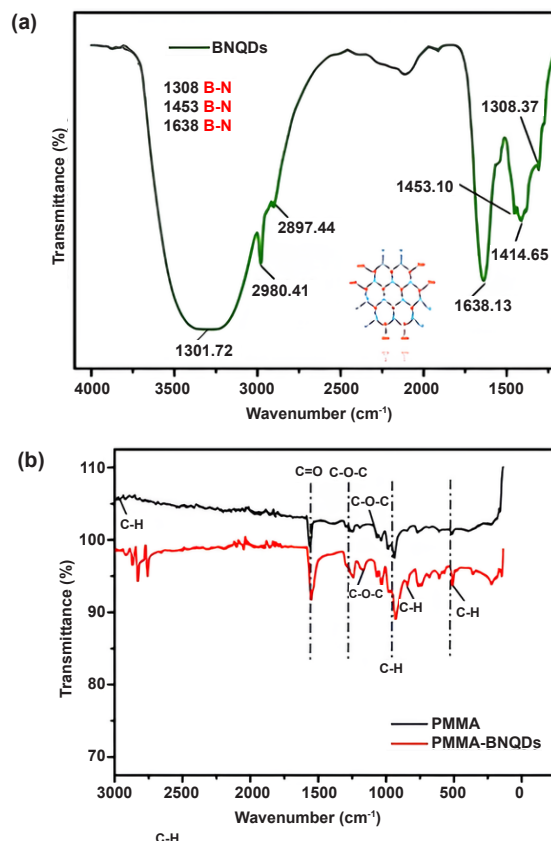 (a)
BNQDs
1308 B-N
1453 B-N
1638 B-N
1308.37
1453.10
2897.44
1414.65
2980.41
1638.13
1301.72
Transmittance (%)
4000 3500 3000 2500 2000 1500
Wavenumber (cm-1)
(b)
110
100
90
80
70
C=O C-O-C
C-O-C
C-H
C-O-C
C-H
C-H
C-H
PMMA
PMMA-BNQDs
Transmittance (%)
3000 2500 2000 1500 1000 500 0
Wavenumber (cm-1)
C-H